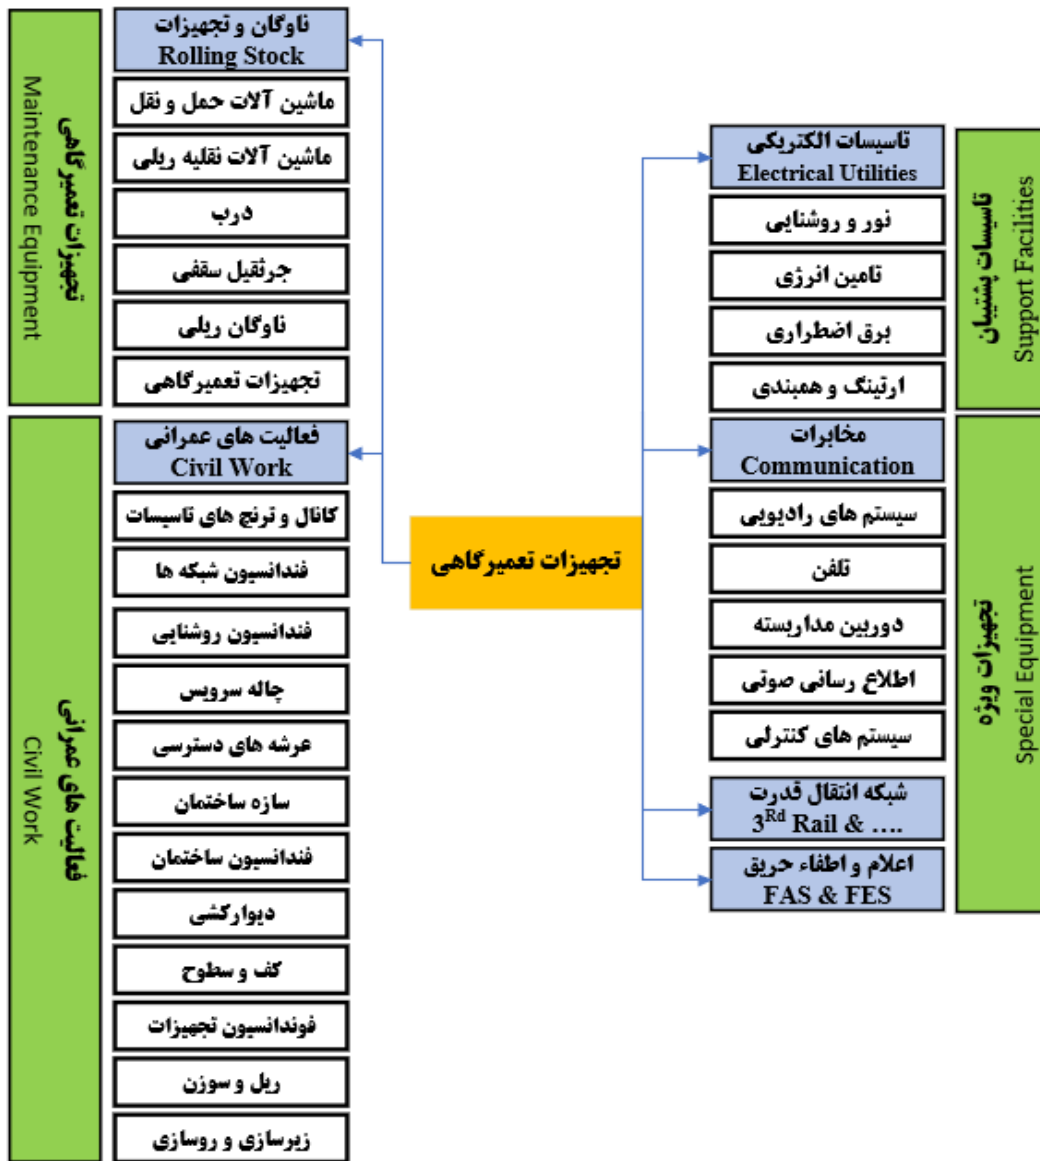 تجهیزات تعمیرگاهی
تاسیسات پشتیبان
Support Facilities
تاسیسات الکتریکی
Electrical Utilities
نور و روشنایی
تامین انرژی
برق اضطراری
ارتینگ و همبندی
تجهیزات ویژه
Special Equipment
مخابرات
Communication
سیستم های رادیویی
تلفن
دوربین مداربسته
اطلاع رسانی صوتی
سیستم های کنترلی
شبکه انتقال قدرت
3Rd Rail & ....
اعلام و اطفاء حریق
FAS & FES
تجهیزات تعمیرگاهی
Maintenance Equipment
ناوگان و تجهیزات
Rolling Stock
ماشین آلات حمل و نقل
ماشین آلات نقلیه ریلی
درب
جرثقیل سقفی
ناوگان ریلی
تجهیزات تعمیرگاهی
فعالیت های عمرانی
Civil Work
فعالیت های عمرانی
Civil Work
کانال و ترنچ های تاسیسات
فندانسیون شبکه ها
فندانسیون روشنایی
چاله سرویس
عرشه های دسترسی
سازه ساختمان
فندانسیون ساختمان
دیوارکشی
کف و سطوح
فوندانسیون تجهیزات
ریل و سوزن
زیرسازی و روسازی